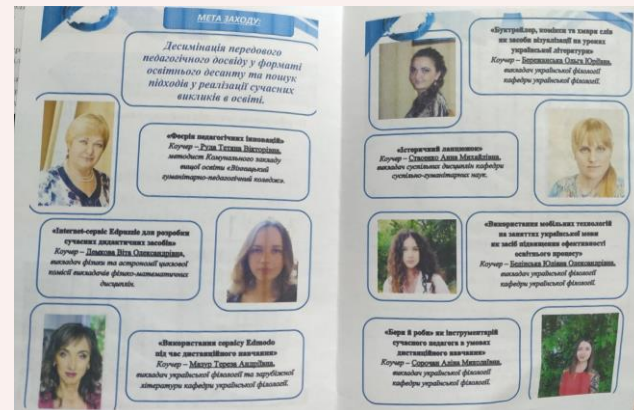 МЕТА ЗАХОДУ:
Десимінація передового
педагогічного досвіду у форматі
освітнього десанту та пошук
підходів у реалізації сучасних
викликів в освіті.
«Феєрія педагогічних інновацій»
Коучер – Руда Тетяна Вікторівна,
методист Комунального закладу
вищої освіти «Вінницький
гуманітарно-педагогічний коледж».
«Internet-сервіс Edpuzzle для розробки
сучасних дидактичних засобів»
Коучер – Демкова Віта Олександрівна,
викладач фізики та астрономії циклової
комісії викладачів фізико-математичних
дисциплін.
«Використання сервісу Edmodo
під час дистанційного навчання»
Коучер – Мазур Тереза Андріївна,
викладач української філології та зарубіжної
літератури кафедри української філології.
«Буктрейлер, комікси та хмари слів
як засоби візуалізації на уроках
української літератури»
Коучер – Бережанська Ольга Юріївна,
викладач української філології
кафедри української філології.
«Історичний ланцюжок»
Коучер – Стасенко Анна Михайлівна,
викладач суспільних дисциплін кафедри
суспільно-гуманітарних наук.
«Використання мобільних технологій
на заняттях української мови
як засіб підвищення ефективності
освітнього процесу»
Коучер – Белінська Юліана Олександрівна,
викладач української філології
кафедри української філології.
«Бери й роби» як інструментарій
сучасного педагога в умовах
дистанційного навчання»
Коучер – Сорочан Аліна Миколаївна,
викладач української філології
кафедри української філології.